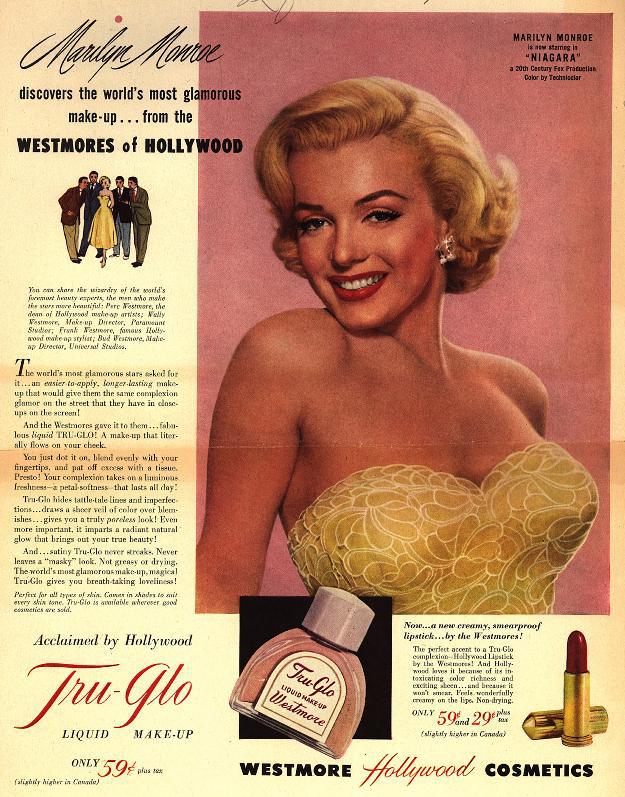 Marilyn Monroe
discovers the world's most glamorous
make-up...from the
WESTMORES of HOLLYWOOD
MARILYN MONROE
is now starring in
"NIAGARA"
a 20th Century Fox Production
Color by Technicolor
You can share the wizardry of the world's
foremost beauty experts, the men who make
the stars more beautiful: Perc Westmore, the
dean of Hollywood make-up artists; Wally
Westmore, Make-up Director, Paramount
Studios; Frank Westmore, famous Holly-
wood make-up stylist; Bud Westmore, Make-
up Director, Universal Studios.
The world's most glamorous stars asked for
it...an easier-to-apply, longer-lasting make-
up that would give them the same complexion
glamor on the street that they have in close-
ups on the screen!
And the Westmores gave it to them...fabu-
lous liquid TRU-GLO! A make-up that liter-
ally flows on your cheek.
You just dot it on, blend evenly with your
fingertips, and pat off excess with a tissue.
Presto! Your complexion takes on a luminous
freshness—a petal-softness—that lasts all day!
Tru-Glo hides tattle-tale lines and imperfec-
tions...draws a sheer veil of color over blem-
ishes...gives you a truly poreless look! Even
more important, it imparts a radiant natural
glow that brings out your true beauty!
And...satiny Tru-Glo never streaks. Never
leaves a "masky" look. Not greasy or drying.
The world's most glamorous make-up, magical
Tru-Glo gives you breath-taking loveliness!
Perfect for all types of skin. Comes in shades to suit
every skin tone. Tru-Glo is available wherever good
cosmetics are sold.
Acclaimed by Hollywood
Tru-Glo
LIQUID MAKE-UP
ONLY 59¢ plus tax
(slightly higher in Canada)
Tru-Glo
LIQUID MAKE-UP
Westmore
Now...a new creamy, smearproof
lipstick...by the Westmores!
The perfect accent to a Tru-Glo
complexion—Hollywood Lipstick
by the Westmores! And Holly-
wood loves it because of its in-
toxicating color richness and
exciting sheen...and because it
won't smear. Feels wonderfully
creamy on the lips. Non-drying.
ONLY 59¢ and 29¢ plus tax
(slightly higher in Canada)
WESTMORE Hollywood COSMETICS